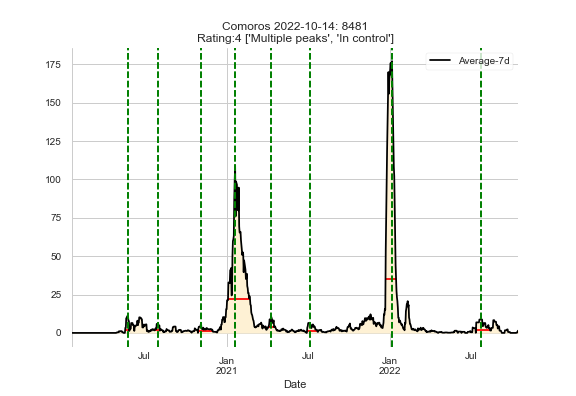 Comoros 2022-10-14: 8481
Rating:4 ['Multiple peaks', 'In control']
Average-7d
175
150
125
100
75
50
25
0
Jul
Jan
2021
Jul
Jan
2022
Jul
Date